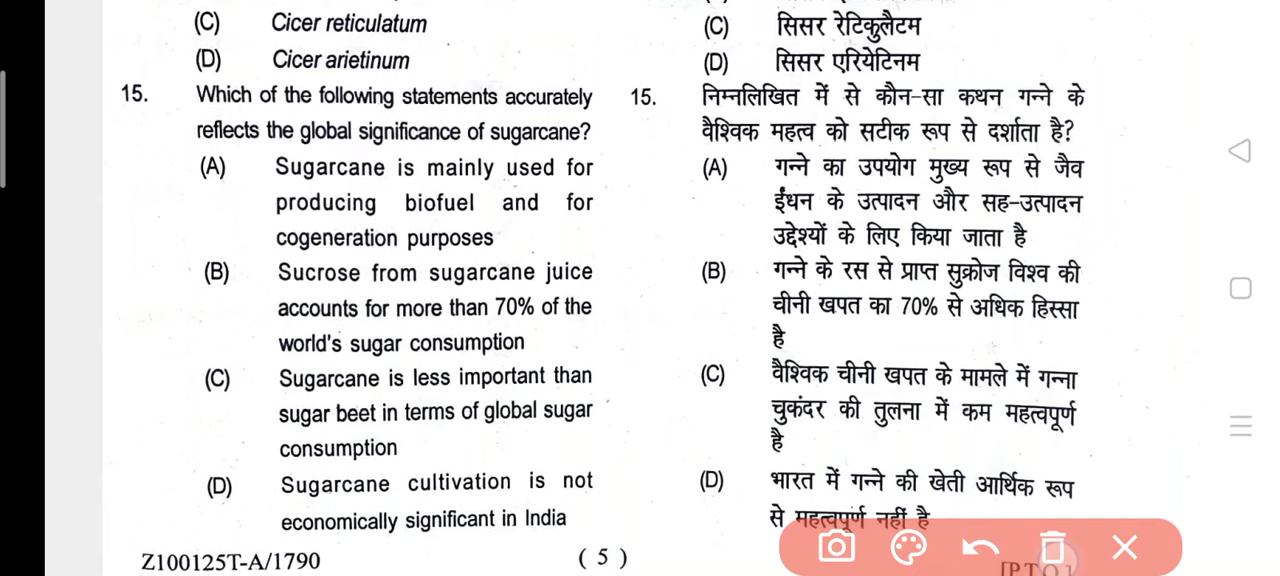 (C) Cicer reticulatum
(D) Cicer arietinum
15. Which of the following statements accurately
reflects the global significance of sugarcane?
(A) Sugarcane is mainly used for
producing biofuel and for
cogeneration purposes
(B) Sucrose from sugarcane juice
accounts for more than 70% of the
world's sugar consumption
(C) Sugarcane is less important than
sugar beet in terms of global sugar
consumption
(D) Sugarcane cultivation is not
economically significant in India
(C) सिसर रेटिकुलैटम
(D) सिसर एरियेटिनम
15. निम्नलिखित में से कौन-सा कथन गन्ने के
वैश्विक महत्व को सटीक रूप से दर्शाता है?
(A) गन्ने का उपयोग मुख्य रूप से जैव
ईंधन के उत्पादन और सह-उत्पादन
उद्देश्यों के लिए किया जाता है
(B) गन्ने के रस से प्राप्त सुक्रोज विश्व की
चीनी खपत का 70% से अधिक हिस्सा
है
(C) वैश्विक चीनी खपत के मामले में गन्ना
चुकंदर की तुलना में कम महत्वपूर्ण
है
(D) भारत में गन्ने की खेती आर्थिक रूप
से महत्वपूर्ण नहीं है
Z100125T-A/1790
( 5 )